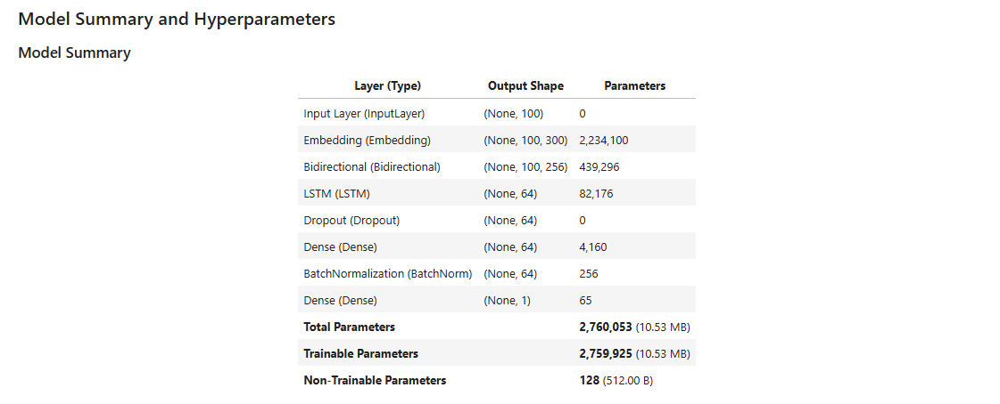 Model Summary and Hyperparameters
Model Summary
Layer (Type) Output Shape Parameters
Input Layer (InputLayer) (None, 100) 0
Embedding (Embedding) (None, 100, 300) 2,234,100
Bidirectional (Bidirectional) (None, 100, 256) 439,296
LSTM (LSTM) (None, 64) 82,176
Dropout (Dropout) (None, 64) 0
Dense (Dense) (None, 64) 4,160
BatchNormalization (BatchNorm) (None, 64) 256
Dense (Dense) (None, 1) 65
Total Parameters 2,760,053 (10.53 MB)
Trainable Parameters 2,759,925 (10.53 MB)
Non-Trainable Parameters 128 (512.00 B)